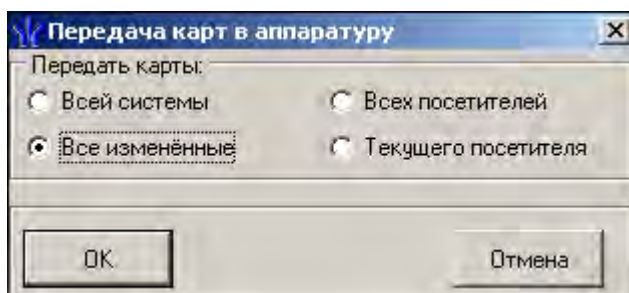 Передача карт в аппаратуру
Передать карты:
Всей системы
Всех посетителей
Все изменённые
Текущего посетителя
OK
Отмена